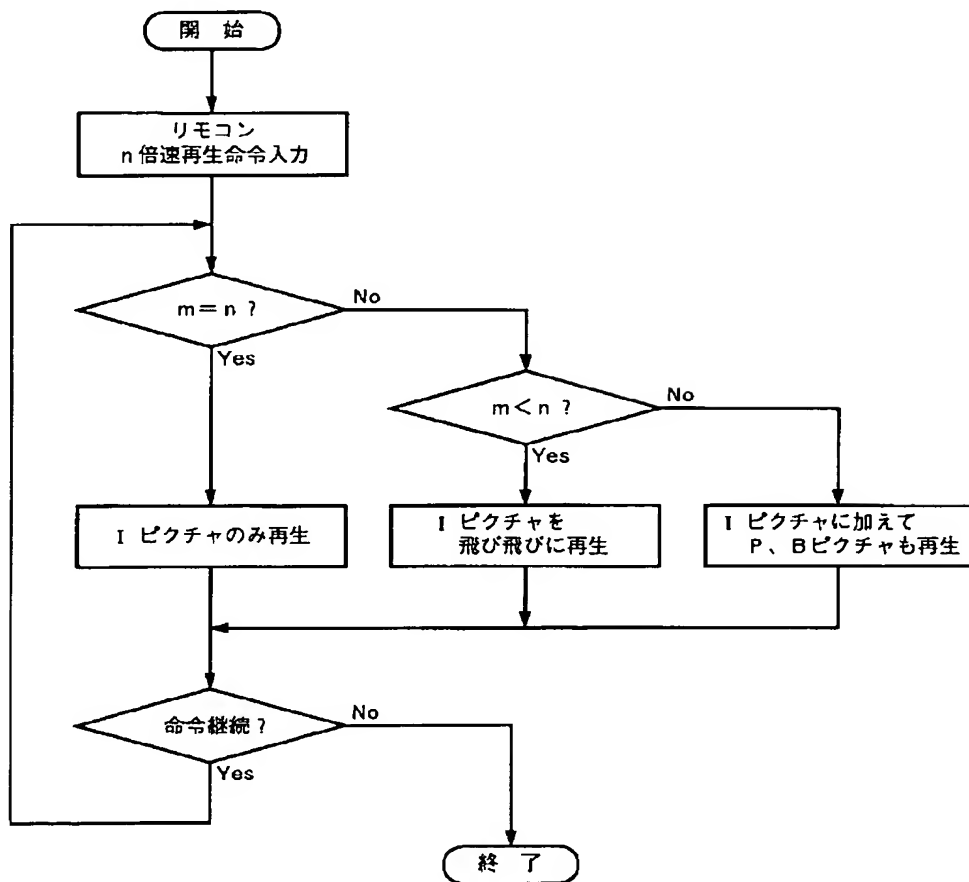 開 始
リモコン
n倍速再生命令入力
m=n ?
No
Yes
m<n ?
No
Yes
I ピクチャのみ再生
I ピクチャを
飛び飛びに再生
I ピクチャに加えて
P、Bピクチャも再生
命令継続?
No
Yes
終 了